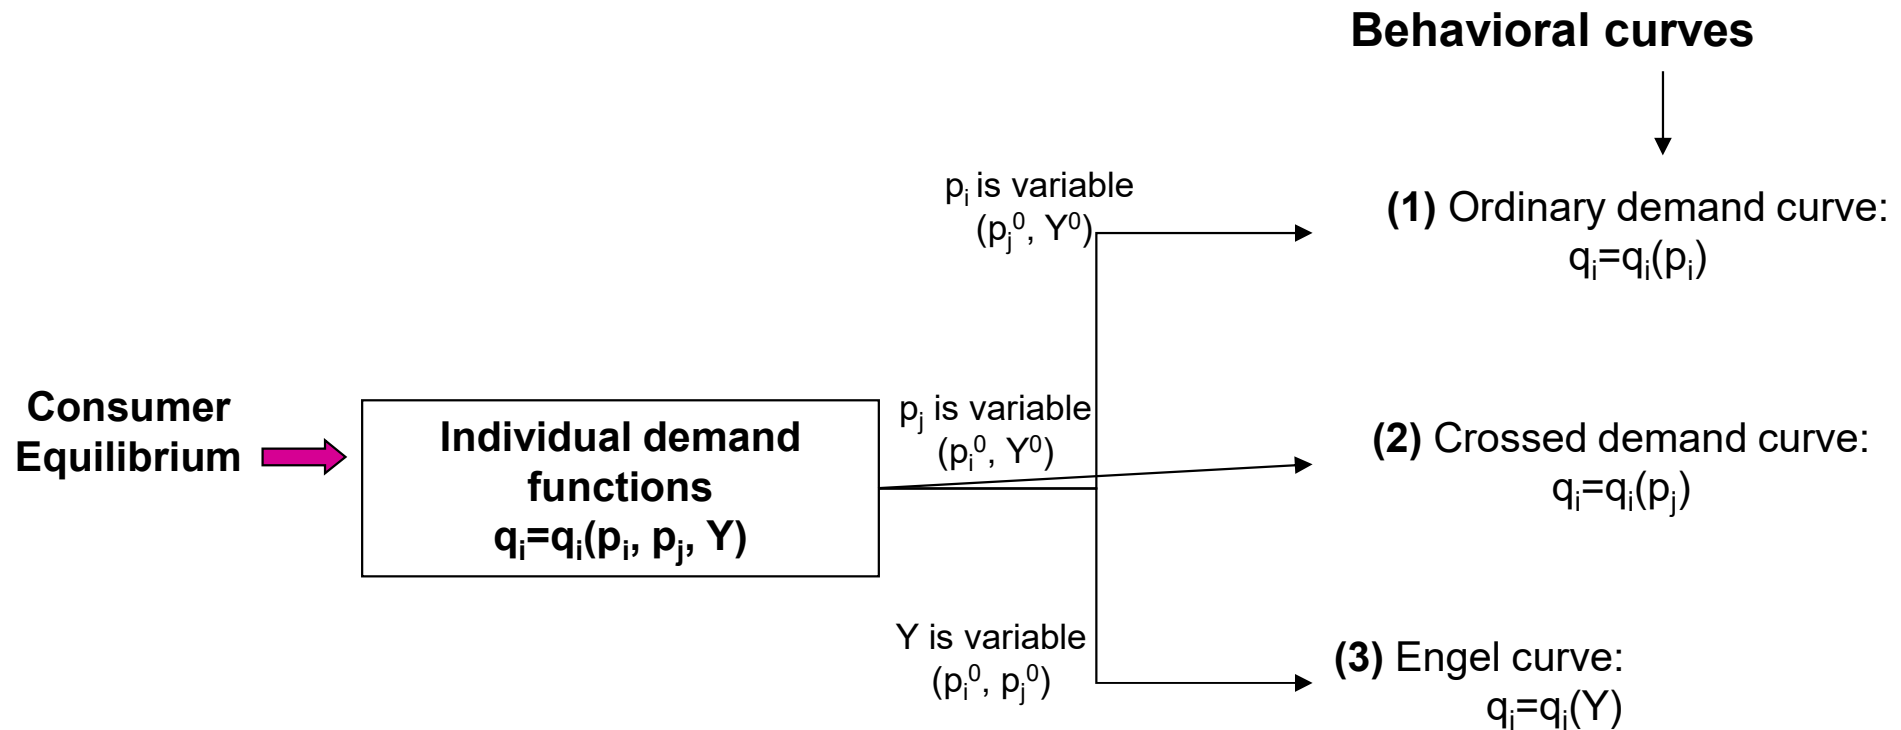 Behavioral curves
pᵢ is variable
(pⱼ⁰, Y⁰)
(1) Ordinary demand curve:
qᵢ=qᵢ(pᵢ)
Consumer
Equilibrium
Individual demand
functions
qᵢ=qᵢ(pᵢ, pⱼ, Y)
pⱼ is variable
(pᵢ⁰, Y⁰)
(2) Crossed demand curve:
qᵢ=qᵢ(pⱼ)
Y is variable
(pᵢ⁰, pⱼ⁰)
(3) Engel curve:
qᵢ=qᵢ(Y)